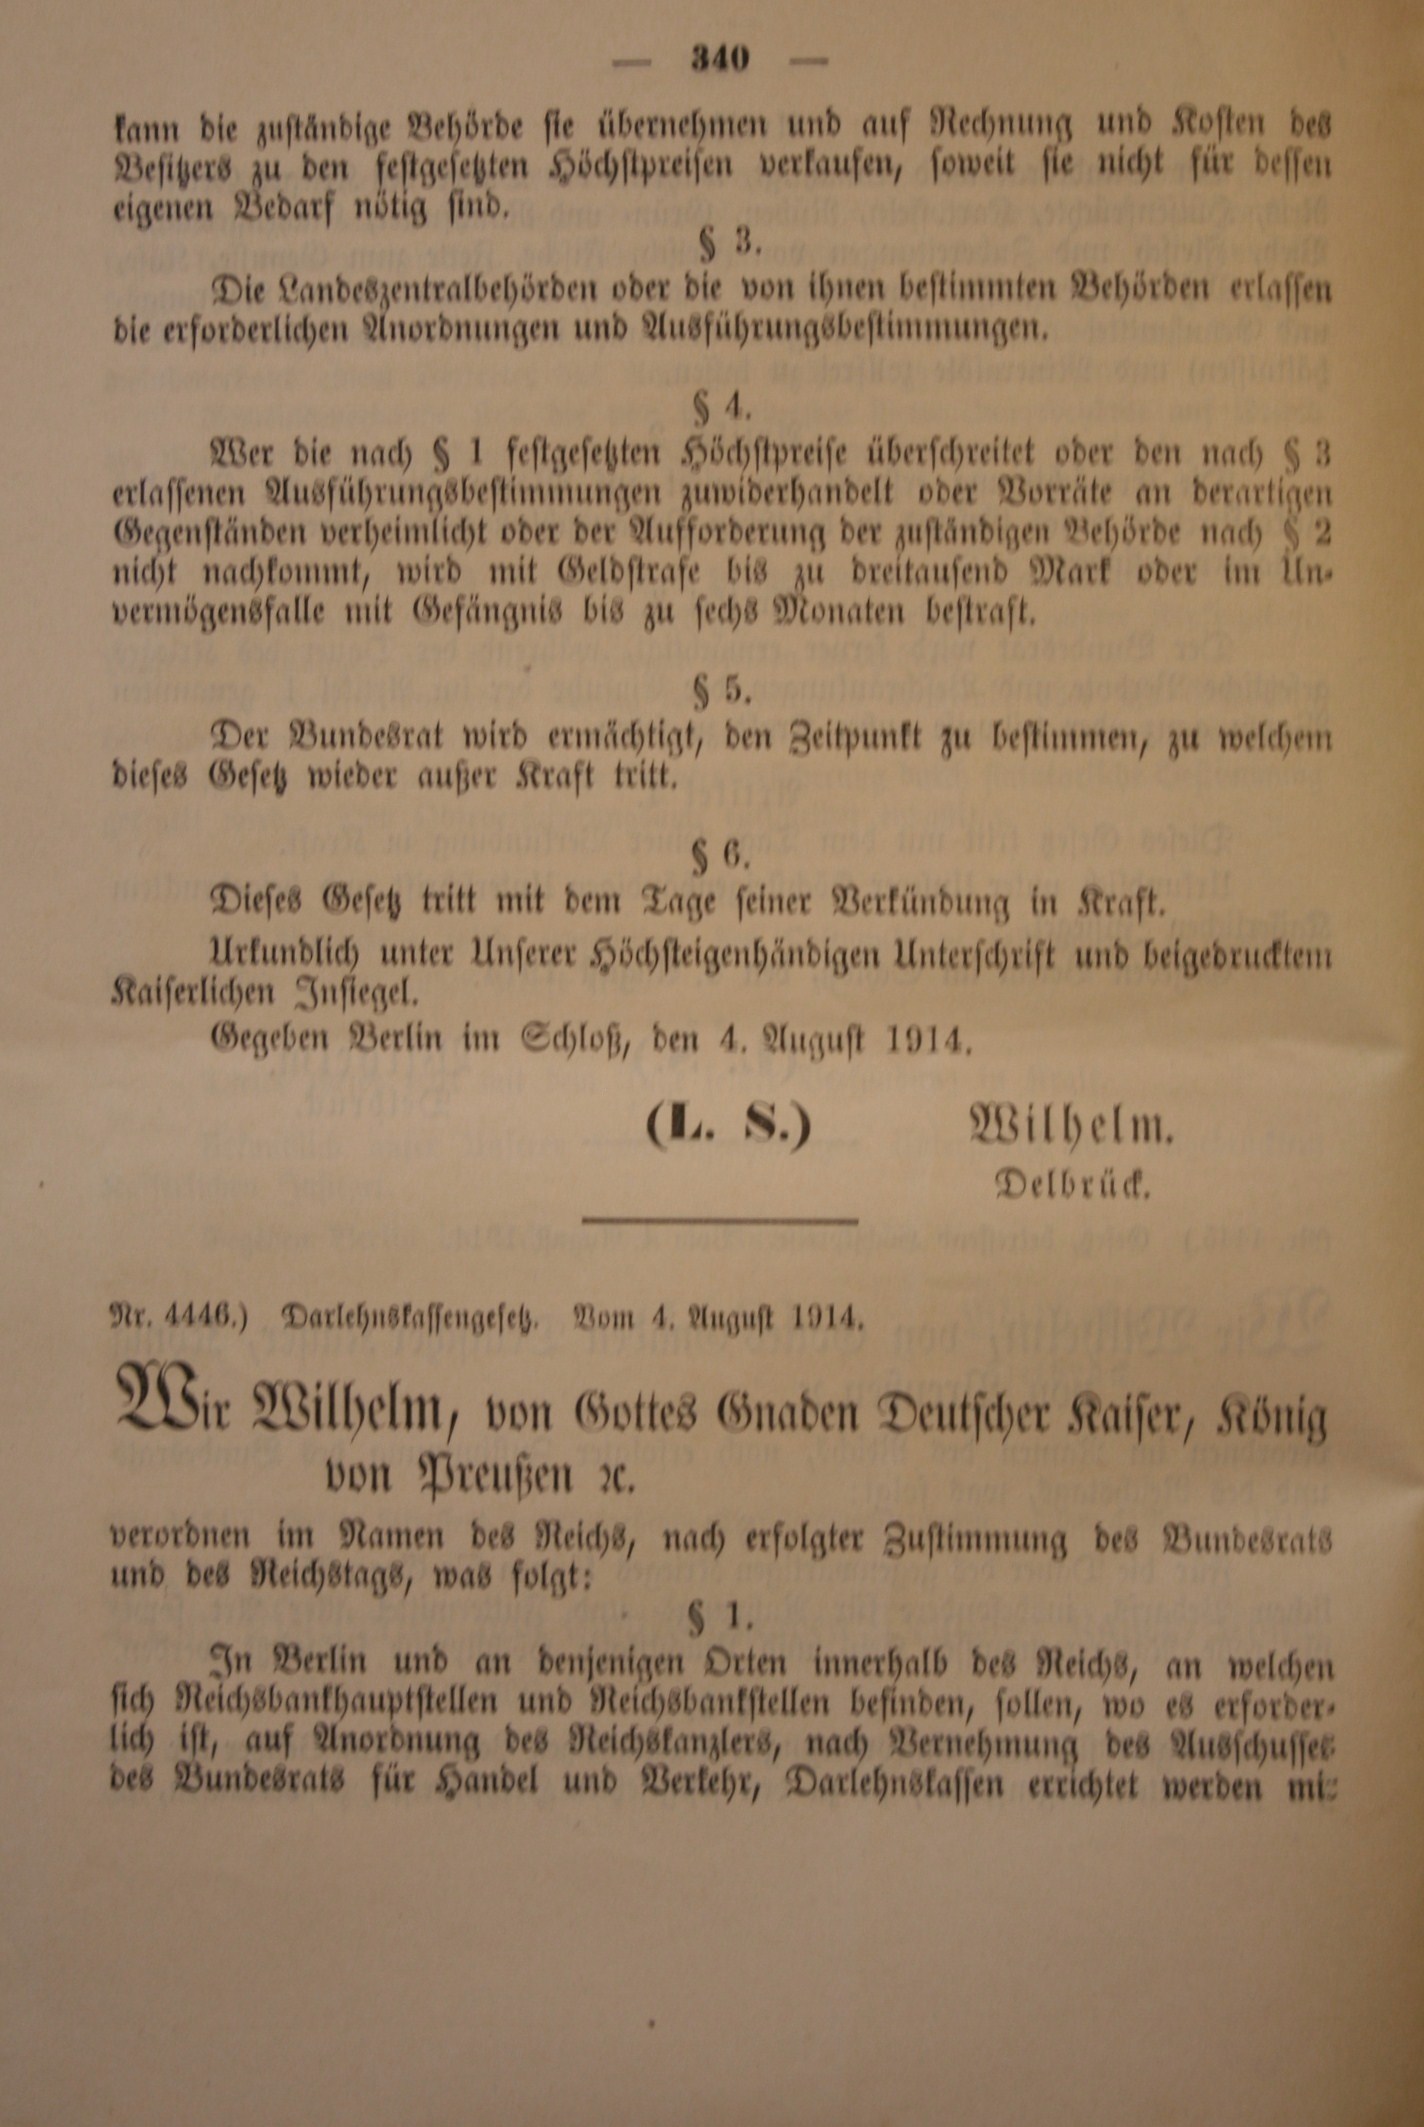 — 340 —
kann die zuständige Behörde sie übernehmen und auf Rechnung und Kosten des
Besitzers zu den festgesetzten Höchstpreisen verkaufen, soweit sie nicht für dessen
eigenen Bedarf nötig sind.
§ 3.
Die Landeszentralbehörden oder die von ihnen bestimmten Behörden erlassen
die erforderlichen Anordnungen und Ausführungsbestimmungen.
§ 4.
Wer die nach § 1 festgesetzten Höchstpreise überschreitet oder den nach § 3
erlassenen Ausführungsbestimmungen zuwiderhandelt oder Vorräte an derartigen
Gegenständen verheimlicht oder der Aufforderung der zuständigen Behörde nach § 2
nicht nachkommt, wird mit Geldstrafe bis zu dreitausend Mark oder im Un-
vermögensfalle mit Gefängnis bis zu sechs Monaten bestraft.
§ 5.
Der Bundesrat wird ermächtigt, den Zeitpunkt zu bestimmen, zu welchem
dieses Gesetz wieder außer Kraft tritt.
§ 6.
Dieses Gesetz tritt mit dem Tage seiner Verkündung in Kraft.
Urkundlich unter Unserer Höchsteigenhändigen Unterschrift und beigedrucktem
Kaiserlichen Insiegel.
Gegeben Berlin im Schloß, den 4. August 1914.
(L. S.) Wilhelm.
Delbrück.
Nr. 4446.) Darlehnskassengesetz. Vom 4. August 1914.
Wir Wilhelm, von Gottes Gnaden Deutscher Kaiser, König
von Preußen ꝛc.
verordnen im Namen des Reichs, nach erfolgter Zustimmung des Bundesrats
und des Reichstags, was folgt:
§ 1.
In Berlin und an denjenigen Orten innerhalb des Reichs, an welchen
sich Reichsbankhauptstellen und Reichsbankstellen befinden, sollen, wo es erforder-
lich ist, auf Anordnung des Reichskanzlers, nach Vernehmung des Ausschusses
des Bundesrats für Handel und Verkehr, Darlehnskassen errichtet werden mit